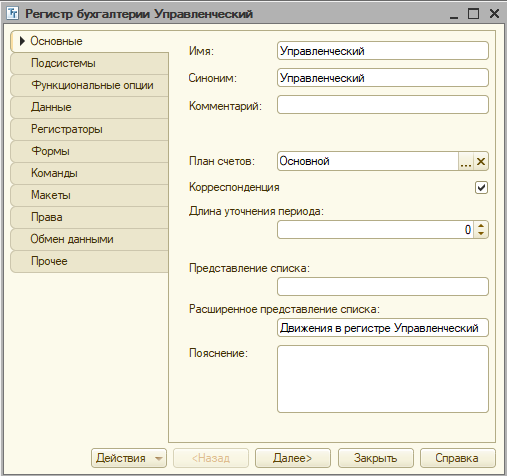 Регистр бухгалтерии Управленческий
Основные
Подсистемы
Функциональные опции
Данные
Регистраторы
Формы
Команды
Макеты
Права
Обмен данными
Прочее
Имя: Управленческий
Синоним: Управленческий
Комментарий:
План счетов: Основной ...
Корреспонденция
Длина уточнения периода:
0
Представление списка:
Расширенное представление списка:
Движения в регистре Управленческий
Пояснение:
Действия <Назад Далее> Закрыть Справка